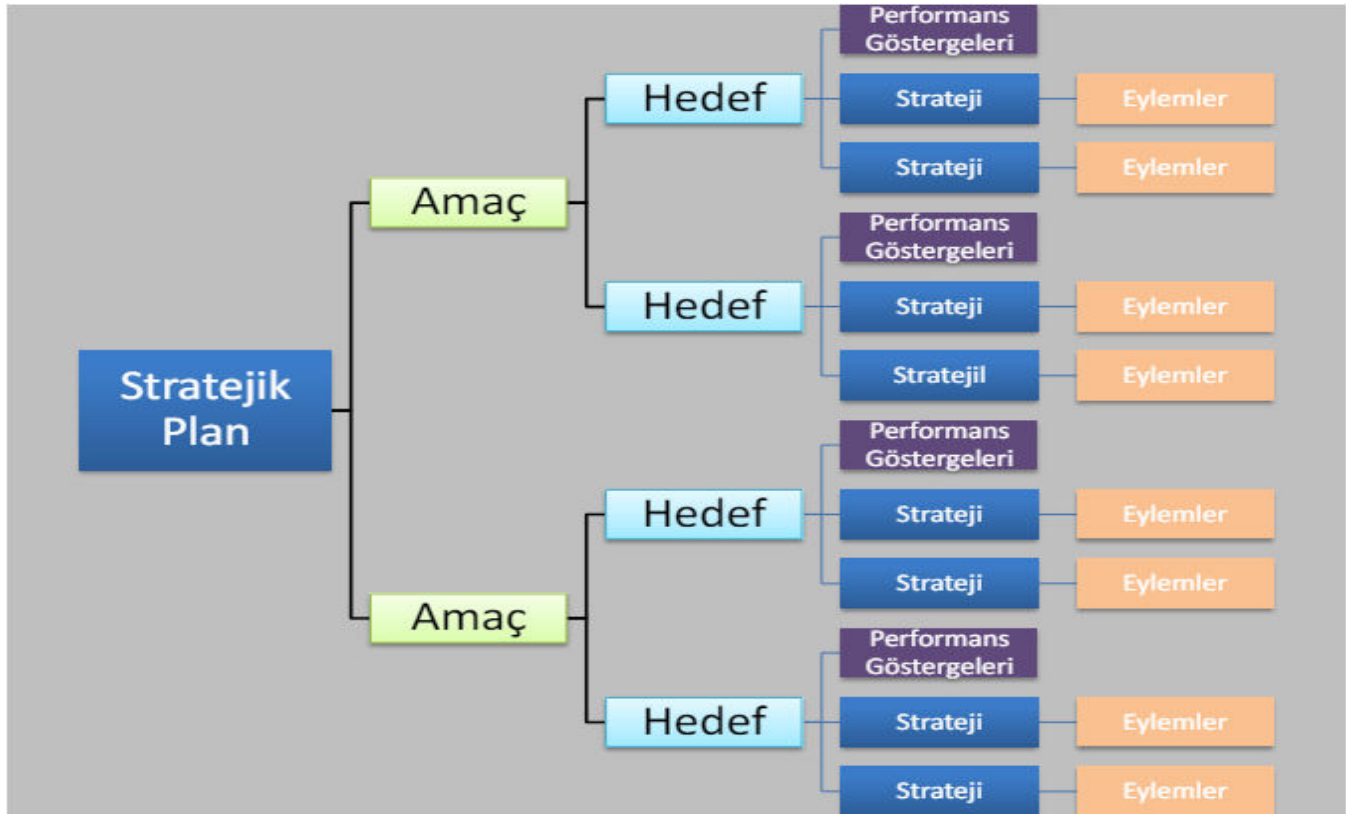 Performans
Göstergeleri
Hedef
Strateji
Eylemler
Strateji
Eylemler
Amaç
Performans
Göstergeleri
Hedef
Strateji
Eylemler
Stratejil
Eylemler
Stratejik
Plan
Performans
Göstergeleri
Hedef
Strateji
Eylemler
Strateji
Eylemler
Amaç
Performans
Göstergeleri
Hedef
Strateji
Eylemler
Strateji
Eylemler